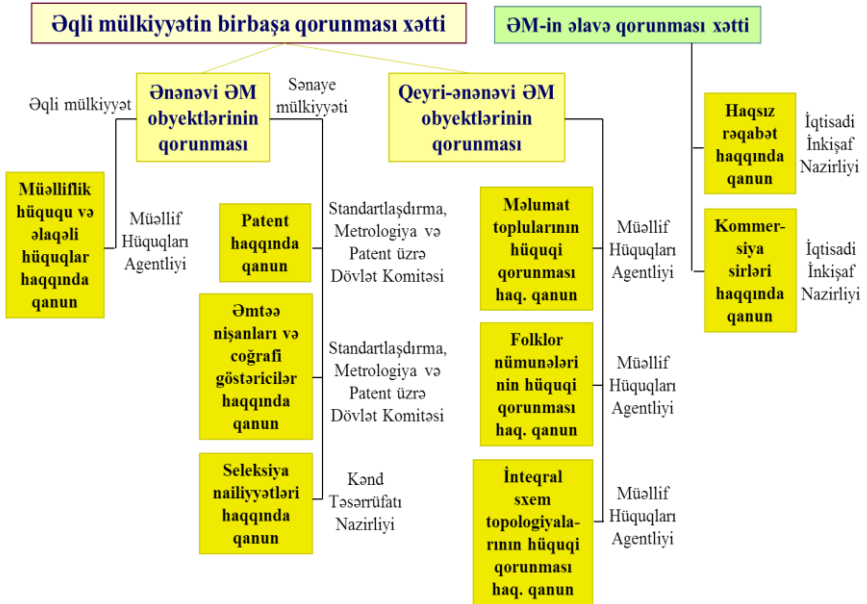 Əqli mülkiyyətin birbaşa qorunması xətti
ƏM-in əlavə qorunması xətti
Əqli mülkiyyət
Ənənəvi ƏM
obyektlərinin
qorunması
Sənaye
mülkiyyəti
Qeyri-ənənəvi ƏM
obyektlərinin
qorunması
Müəlliflik
hüququ və
əlaqəli
hüquqlar
haqqında
qanun
Müəllif
Hüquqları
Agentliyi
Patent
haqqında
qanun
Standartlaşdırma,
Metrologiya və
Patent üzrə
Dövlət Komitəsi
Əmtəə
nişanları və
coğrafi
göstəricilər
haqqında
qanun
Standartlaşdırma,
Metrologiya və
Patent üzrə
Dövlət Komitəsi
Seleksiya
nailiyyətləri
haqqında
qanun
Kənd
Təsərrüfatı
Nazirliyi
Məlumat
toplularının
hüquqi
qorunması
haq. qanun
Müəllif
Hüquqları
Agentliyi
Folklor
nümunələri
nin hüquqi
qorunması
haq. qanun
Müəllif
Hüquqları
Agentliyi
İnteqral
sxem
topologiyala-
rının hüquqi
qorunması
haq. qanun
Müəllif
Hüquqları
Agentliyi
Haqsız
rəqabət
haqqında
qanun
İqtisadi
İnkişaf
Nazirliyi
Kommer-
siya
sirləri
haqqında
qanun
İqtisadi
İnkişaf
Nazirliyi